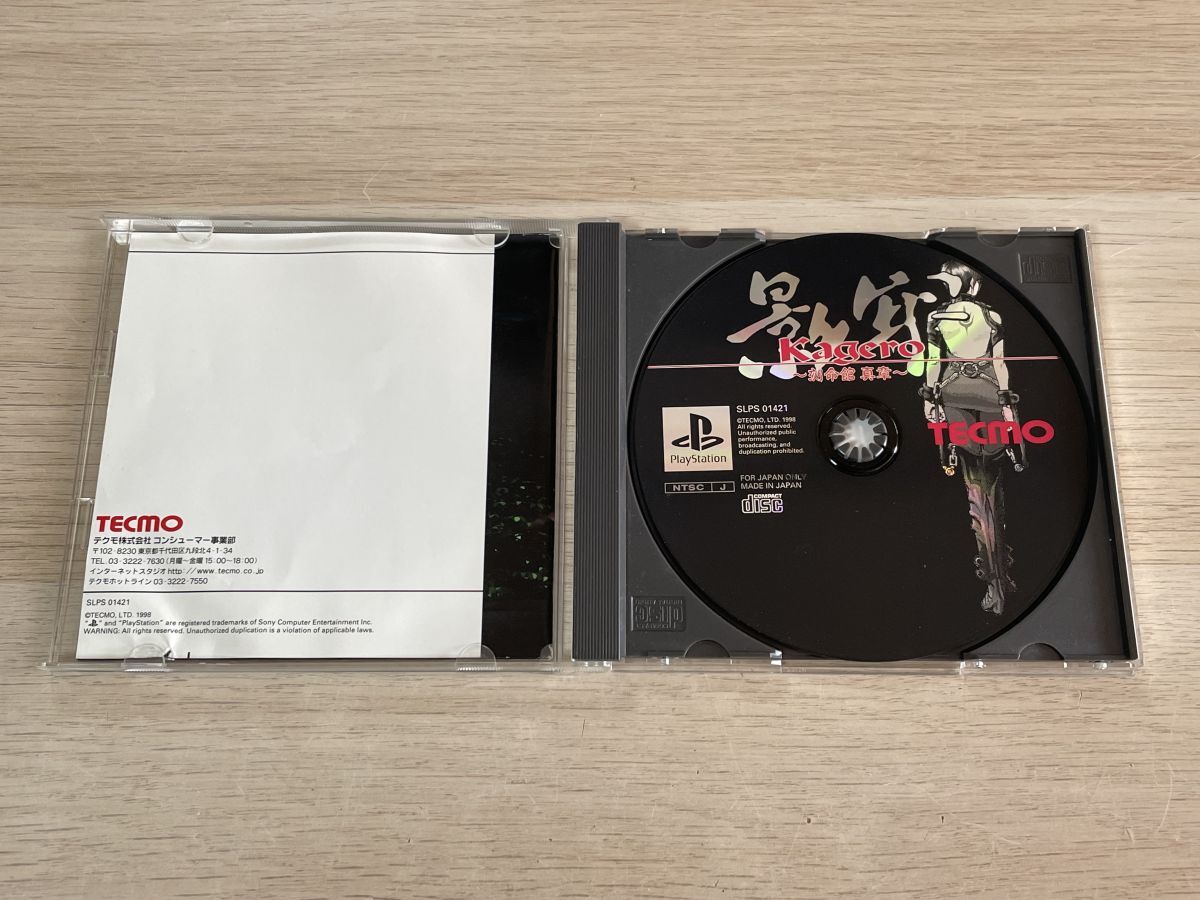 TECMO
テクモ株式会社 コンシューマー事業部
〒102-8230 東京都千代田区九段北4-1-34
TEL. 03-3222-7630 (月曜〜金曜 15:00〜18:00)
インターネットスタジオ http://www.tecmo.co.jp
テクモホットライン 03-3222-7550
SLPS 01421
©TECMO, LTD. 1998
"PS" and "PlayStation" are registered trademarks of Sony Computer Entertainment Inc.
WARNING: All rights reserved. Unauthorized duplication is a violation of applicable laws.
影牢
Kagero
〜刻命館 真章〜
TECMO
PlayStation
SLPS 01421
©TECMO, LTD. 1998
All rights reserved.
Unauthorized public
performance,
broadcasting, and
duplication prohibited.
NTSC J
FOR JAPAN ONLY
MADE IN JAPAN
COMPACT
disc